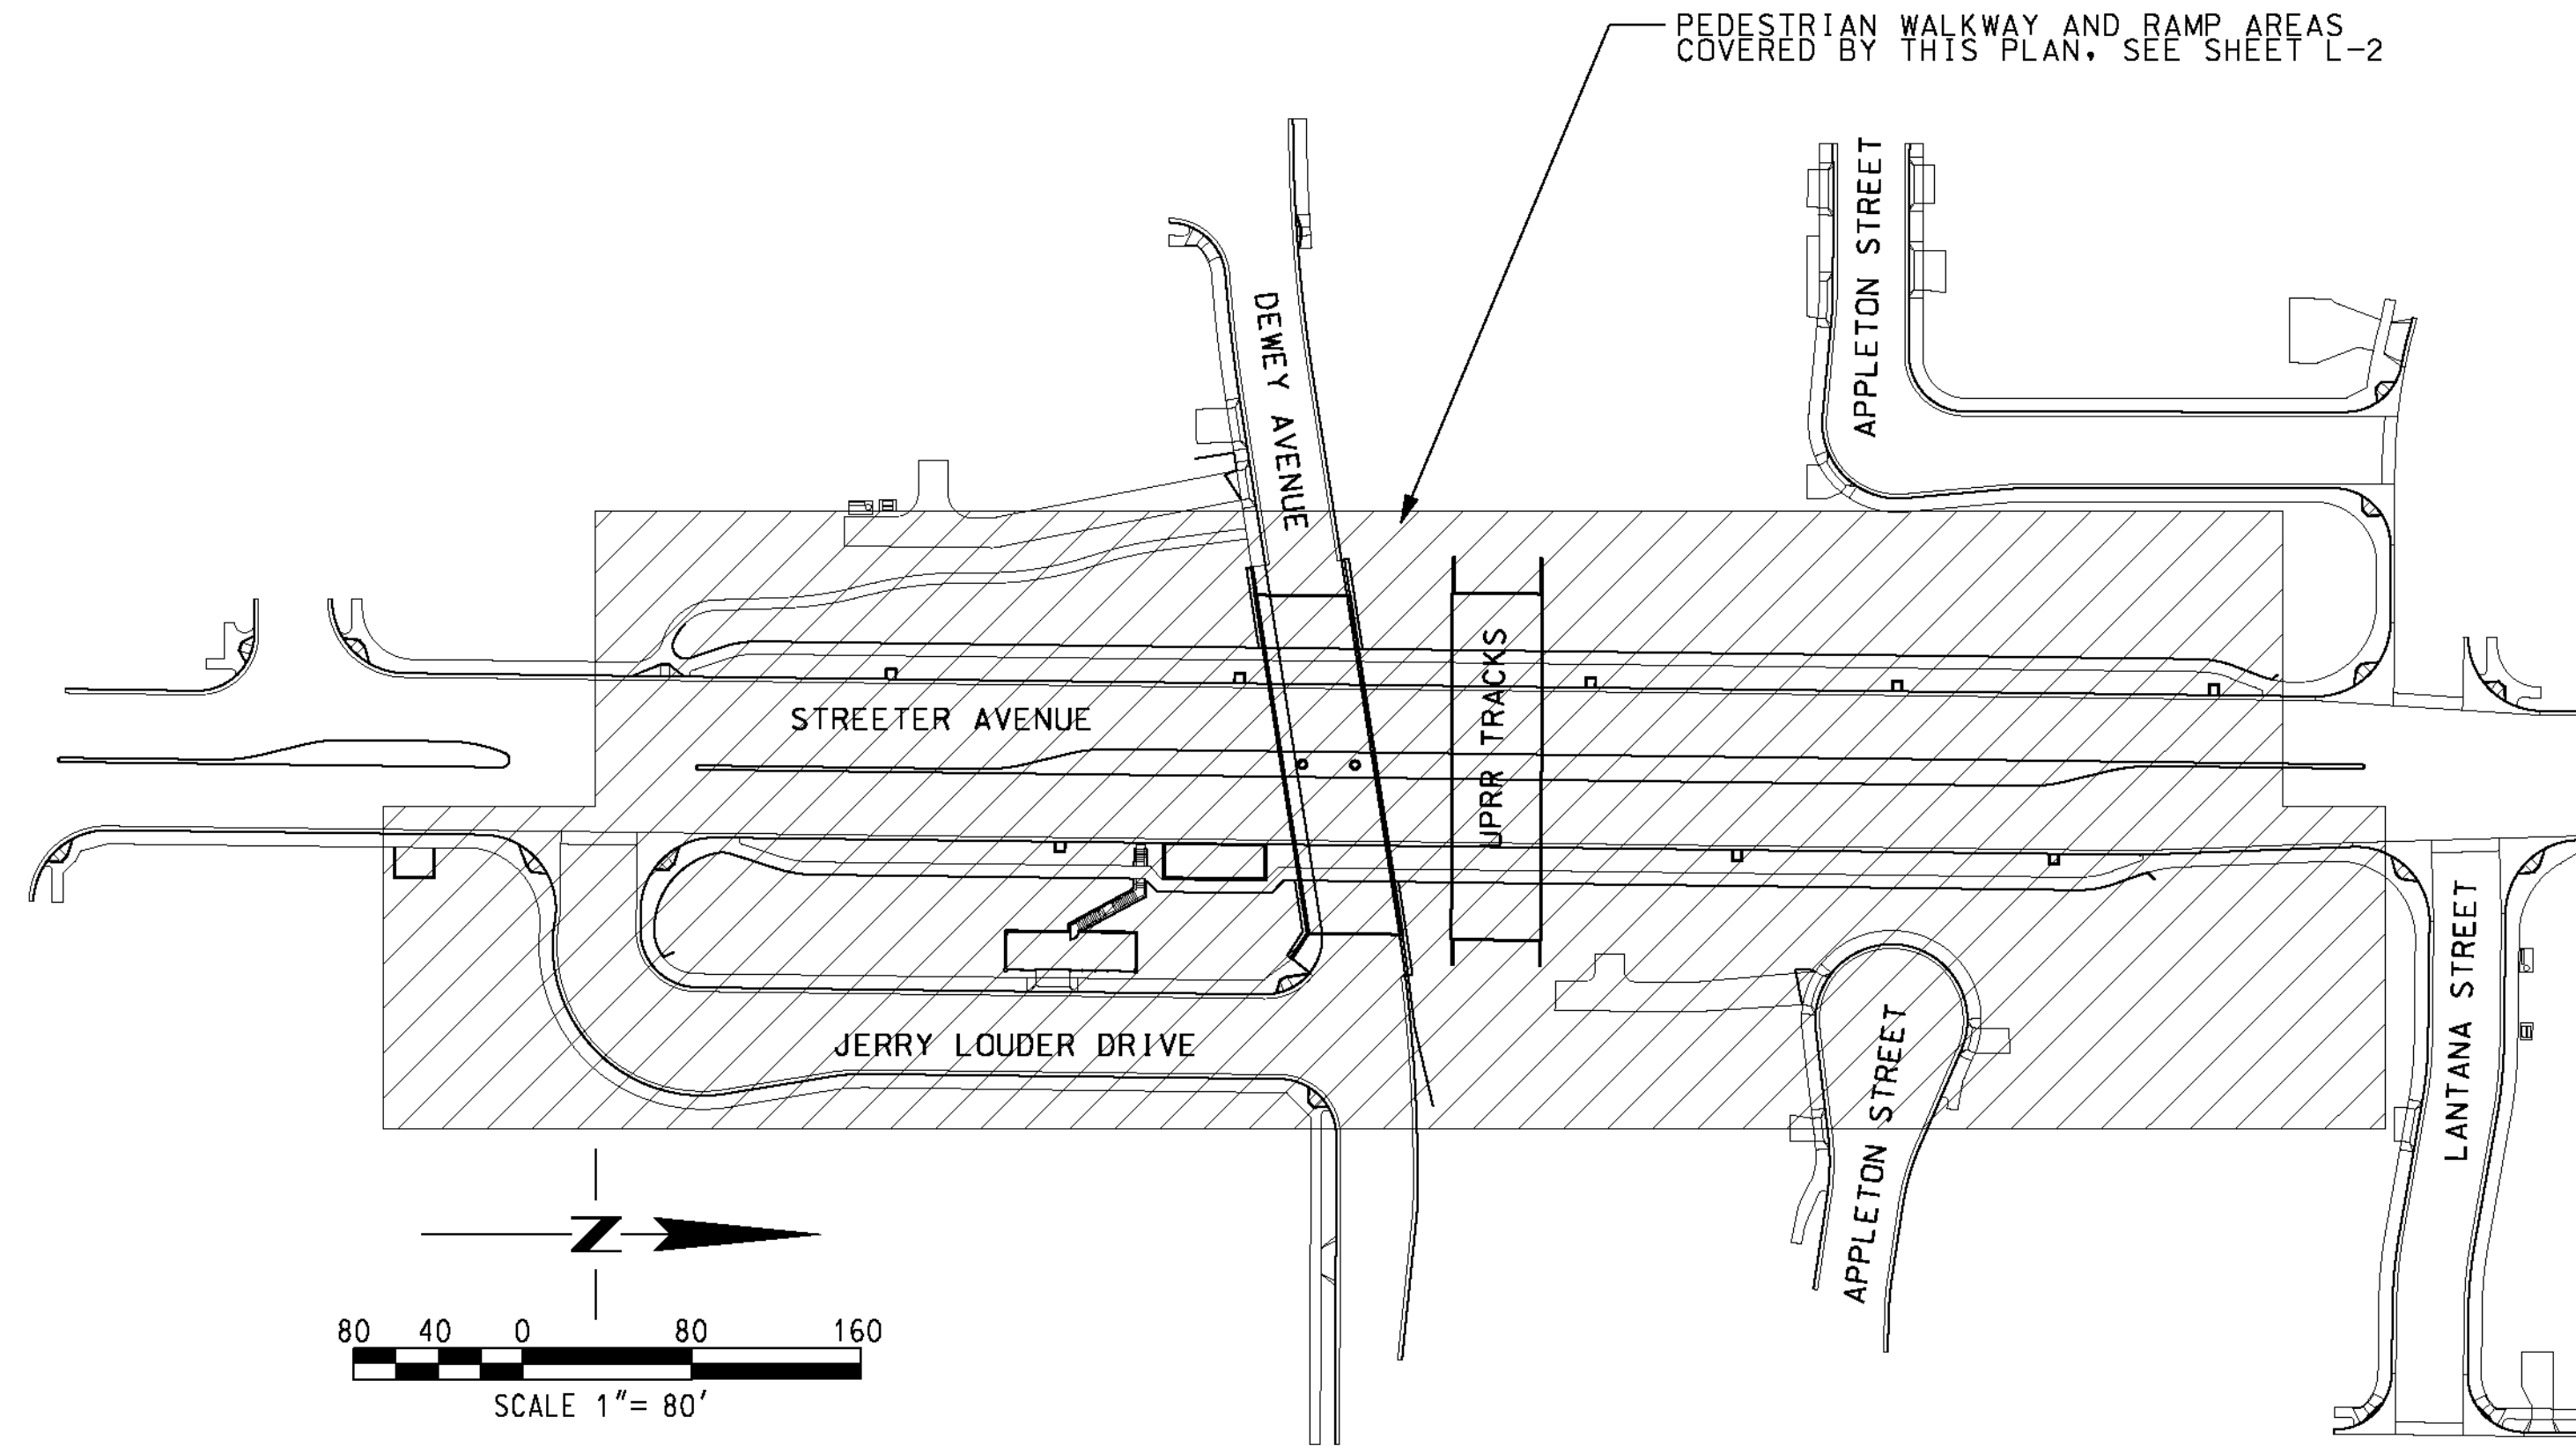 PEDESTRIAN WALKWAY AND RAMP AREAS
COVERED BY THIS PLAN, SEE SHEET L-2
APPLETON STREET
DEWEY AVENUE
STREETER AVENUE
UPRR TRACKS
JERRY LOUDER DRIVE
APPLETON STREET
LANTANA STREET
N
80 40 0 80 160
SCALE 1"= 80'